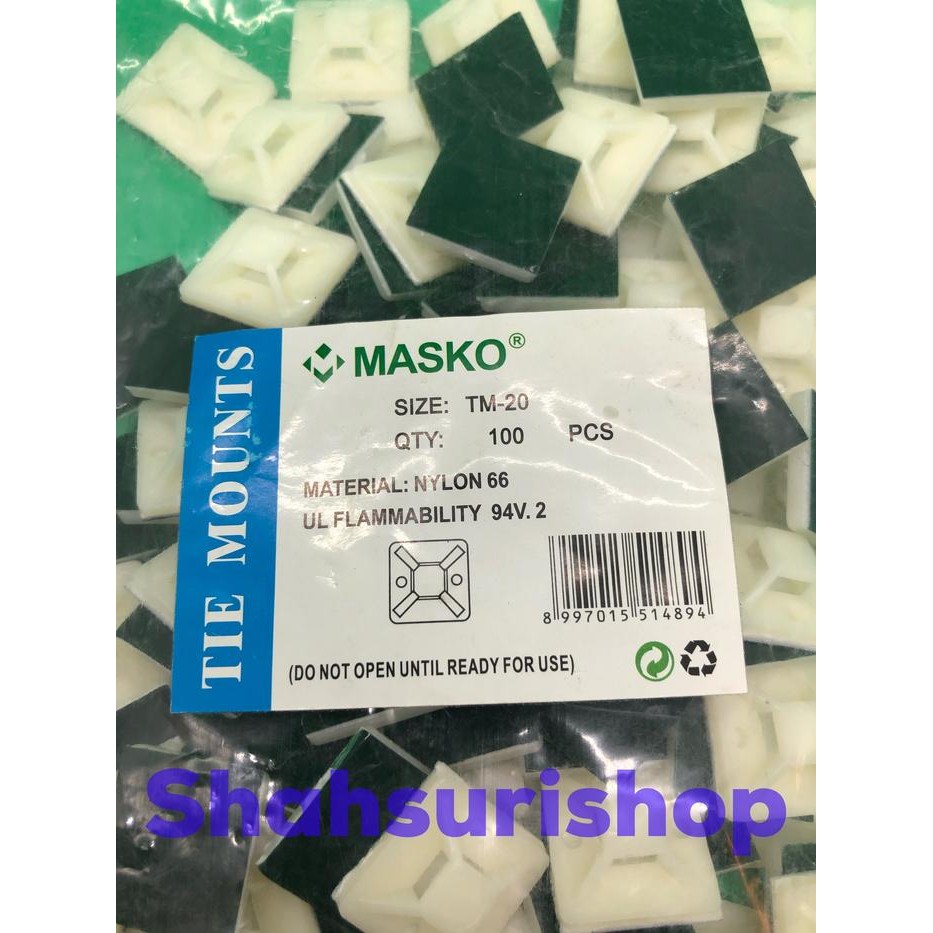 TIE MOUNTS
MASKO®
SIZE: TM-20
QTY: 100 PCS
MATERIAL: NYLON 66
UL FLAMMABILITY 94V. 2
8 997015 514894
(DO NOT OPEN UNTIL READY FOR USE)
Shahsurishop